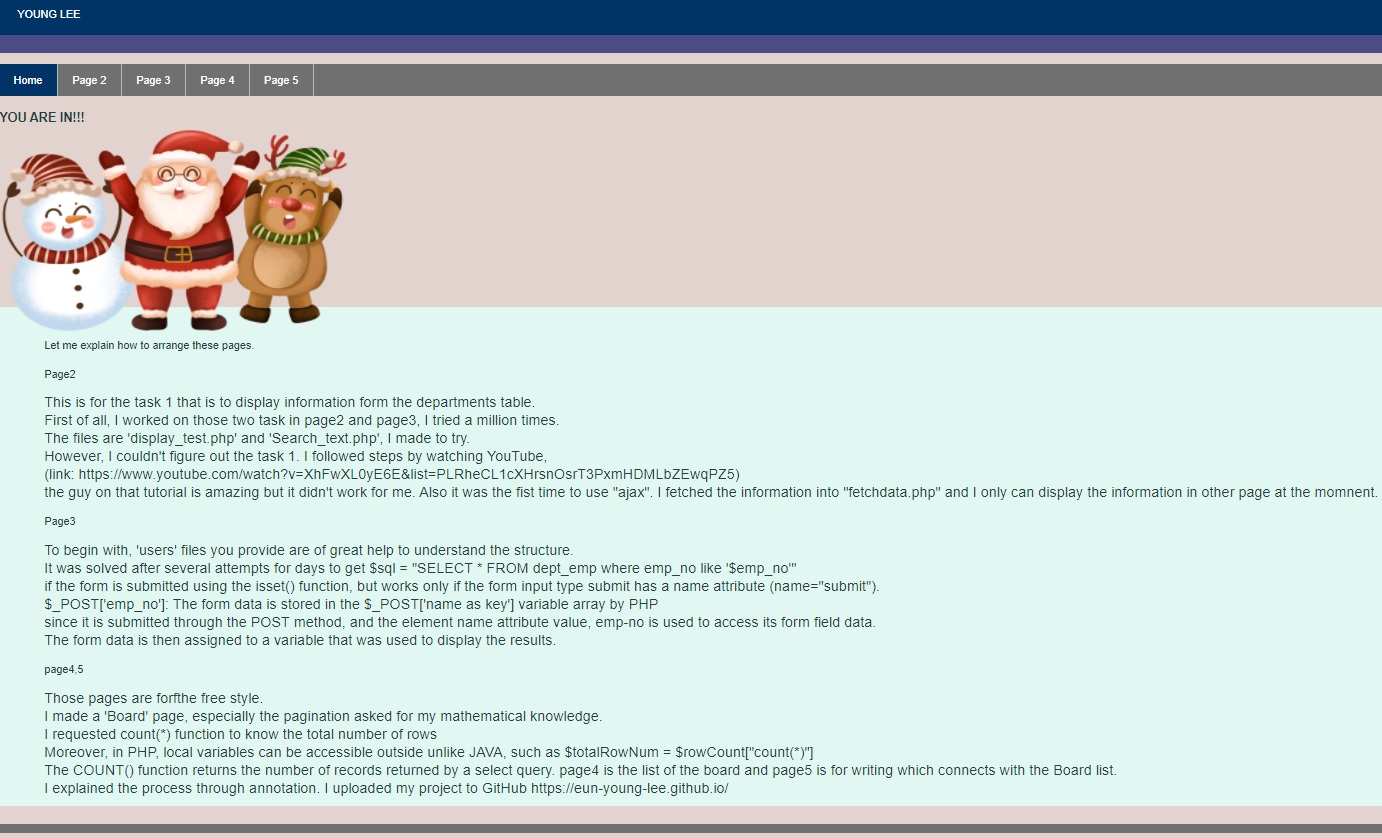 YOUNG LEE
Home
Page 2
Page 3
Page 4
Page 5
YOU ARE IN!!!
Let me explain how to arrange these pages.
Page2
This is for the task 1 that is to display information form the departments table.
First of all, I worked on those two task in page2 and page3, I tried a million times.
The files are 'display_test.php' and 'Search_text.php', I made to try.
However, I couldn't figure out the task 1. I followed steps by watching YouTube,
(link: https://www.youtube.com/watch?v=XhFwXL0yE6E&list=PLRheCL1cXHrsnOsrT3PxmHDMLbZEwqPZ5)
the guy on that tutorial is amazing but it didn't work for me. Also it was the fist time to use "ajax". I fetched the information into "fetchdata.php" and I only can display the information in other page at the momnent.
Page3
To begin with, 'users' files you provide are of great help to understand the structure.
It was solved after several attempts for days to get $sql = "SELECT * FROM dept_emp where emp_no like '$emp_no'"
if the form is submitted using the isset() function, but works only if the form input type submit has a name attribute (name="submit").
$_POST['emp_no']: The form data is stored in the $_POST['name as key'] variable array by PHP
since it is submitted through the POST method, and the element name attribute value, emp-no is used to access its form field data.
The form data is then assigned to a variable that was used to display the results.
page4,5
Those pages are forfthe free style.
I made a 'Board' page, especially the pagination asked for my mathematical knowledge.
I requested count(*) function to know the total number of rows
Moreover, in PHP, local variables can be accessible outside unlike JAVA, such as $totalRowNum = $rowCount["count(*)"]
The COUNT() function returns the number of records returned by a select query. page4 is the list of the board and page5 is for writing which connects with the Board list.
I explained the process through annotation. I uploaded my project to GitHub https://eun-young-lee.github.io/